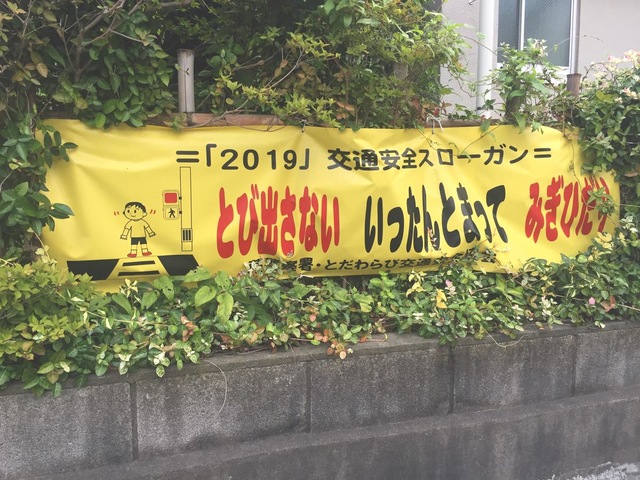 =「2019」交通安全スローガン=
とび出さない いったんとまって みぎひだり
・とだわらび交通